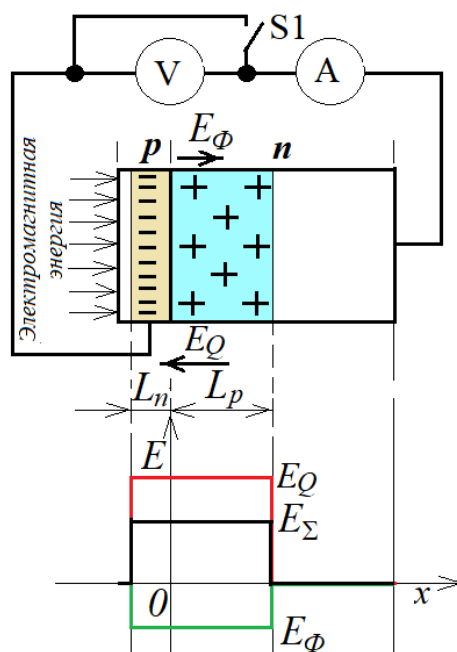 S1
V
A
E_Ф
p
n
Электромагнитная
энергия
E_Q
L_n
L_p
E
E_Q
E_Σ
0
x
E_Ф